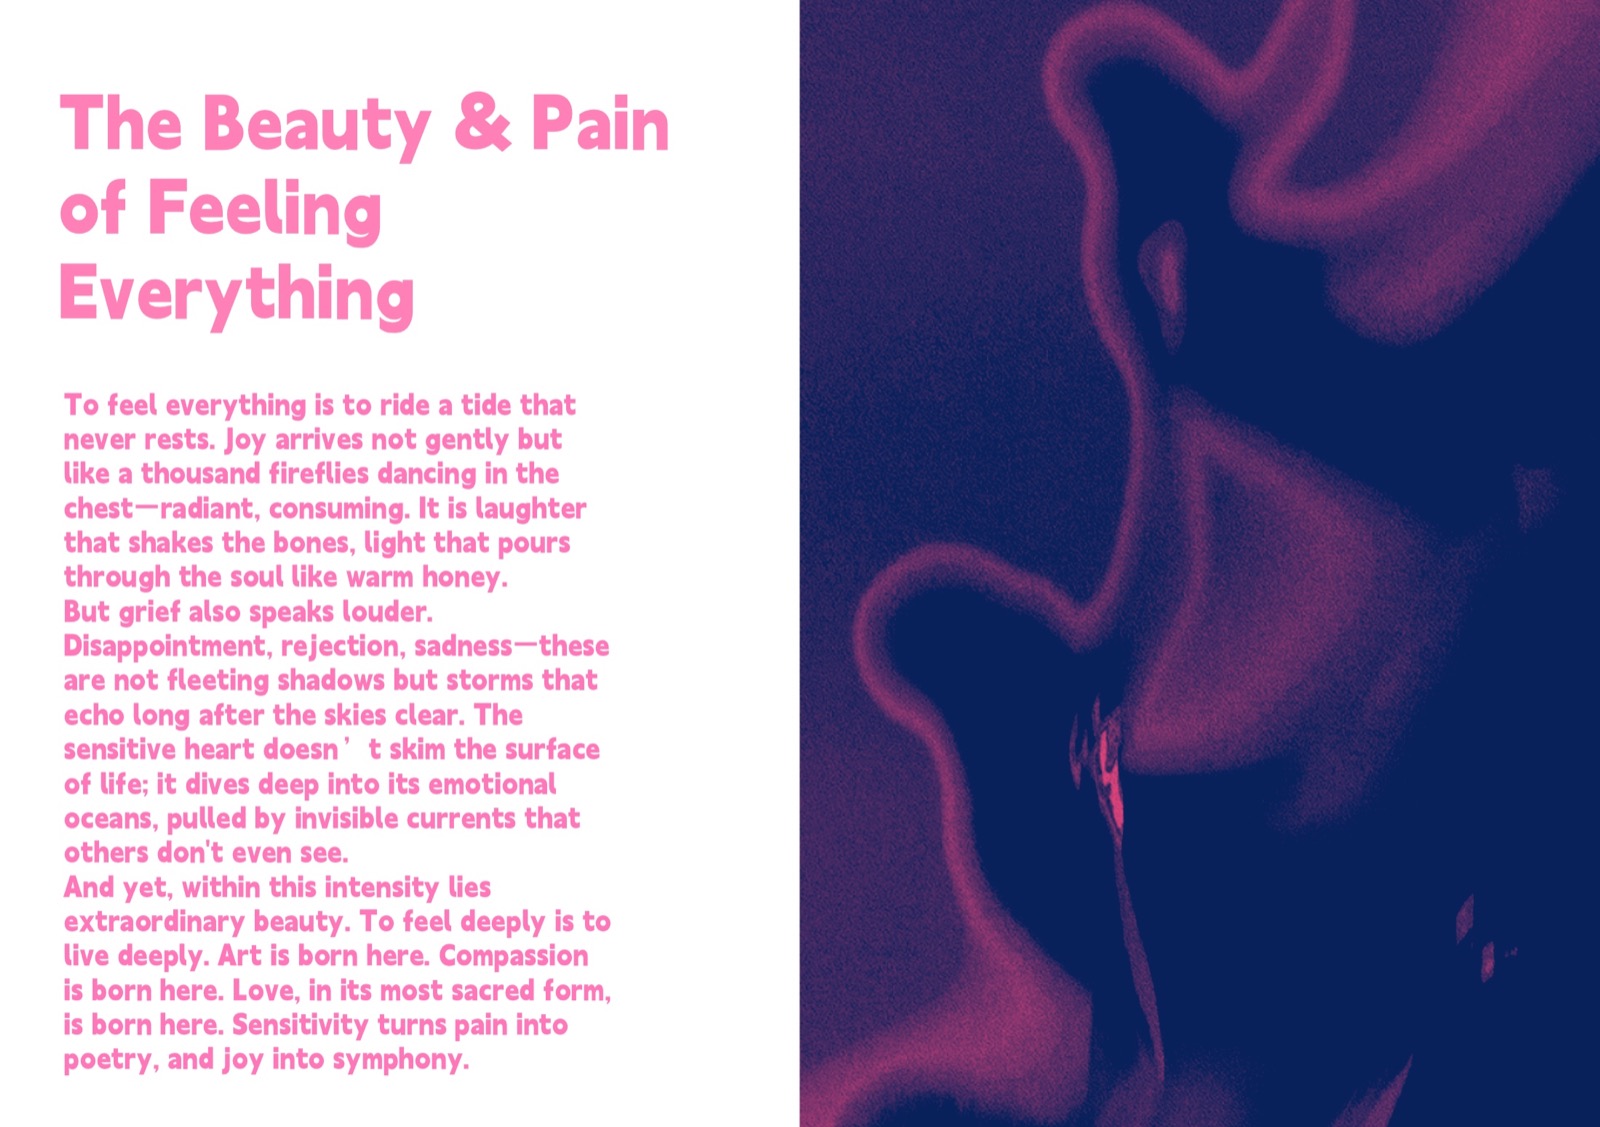 The Beauty & Pain
of Feeling
Everything
To feel everything is to ride a tide that
never rests. Joy arrives not gently but
like a thousand fireflies dancing in the
chest—radiant, consuming. It is laughter
that shakes the bones, light that pours
through the soul like warm honey.
But grief also speaks louder.
Disappointment, rejection, sadness—these
are not fleeting shadows but storms that
echo long after the skies clear. The
sensitive heart doesn’t skim the surface
of life; it dives deep into its emotional
oceans, pulled by invisible currents that
others don't even see.
And yet, within this intensity lies
extraordinary beauty. To feel deeply is to
live deeply. Art is born here. Compassion
is born here. Love, in its most sacred form,
is born here. Sensitivity turns pain into
poetry, and joy into symphony.